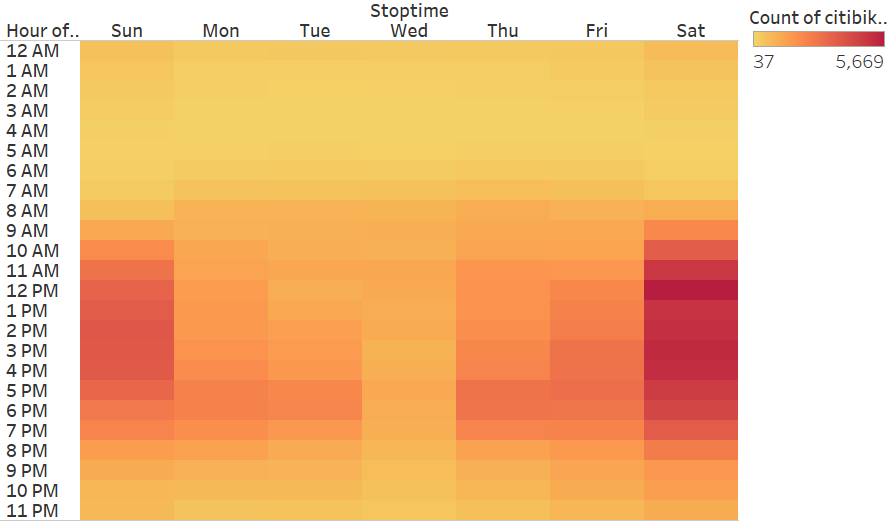 Stoptime
Hour of.. Sun Mon Tue Wed Thu Fri Sat
12 AM
1 AM
2 AM
3 AM
4 AM
5 AM
6 AM
7 AM
8 AM
9 AM
10 AM
11 AM
12 PM
1 PM
2 PM
3 PM
4 PM
5 PM
6 PM
7 PM
8 PM
9 PM
10 PM
11 PM
Count of citibik..
37 5,669